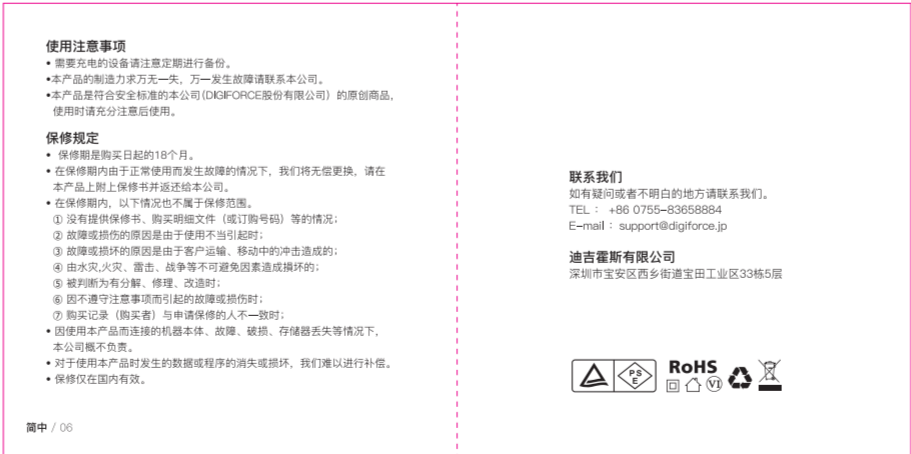 使用注意事项
• 需要充电的设备请注意定期进行备份。
•本产品的制造力求万无一失，万一发生故障请联系本公司。
•本产品是符合安全标准的本公司(DIGIFORCE股份有限公司）的原创商品，
使用时请充分注意后使用。
保修规定
• 保修期是购买日起的18个月。
• 在保修期内由于正常使用而发生故障的情况下，我们将无偿更换，请在
本产品上附上保修书并返还给本公司。
• 在保修期内，以下情况也不属于保修范围。
① 没有提供保修书、购买明细文件（或订购号码）等的情况；
② 故障或损伤的原因是由于使用不当引起时；
③ 故障或损坏的原因是由于客户运输、移动中的冲击造成的；
④ 由水灾,火灾、雷击、战争等不可避免因素造成損坏的；
⑤ 被判断为有分解、修理、改造时；
⑥ 因不遵守注意事项而引起的故障或损伤时；
⑦ 购买记录（购买者）与申请保修的人不一致时；
• 因使用本产品而连接的机器本体、故障、破损、存储器丢失等情况下，
本公司概不负责。
• 对于使用本产品时发生的数据或程序的消失或损坏，我们难以进行补偿。
• 保修仅在国内有效。
简中 / 06
联系我们
如有疑问或者不明白的地方请联系我们。
TEL： +86 0755-83658884
E-mail： support@digiforce.jp
迪吉霍斯有限公司
深圳市宝安区西乡街道宝田工业区33栋5层
PS
E
RoHS
VI